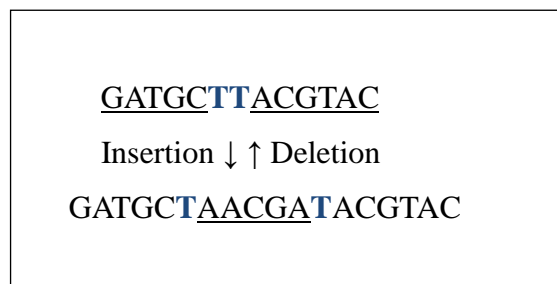 GATGCTTACGTAC
Insertion ↓ ↑ Deletion
GATGCTAACGATACGTAC